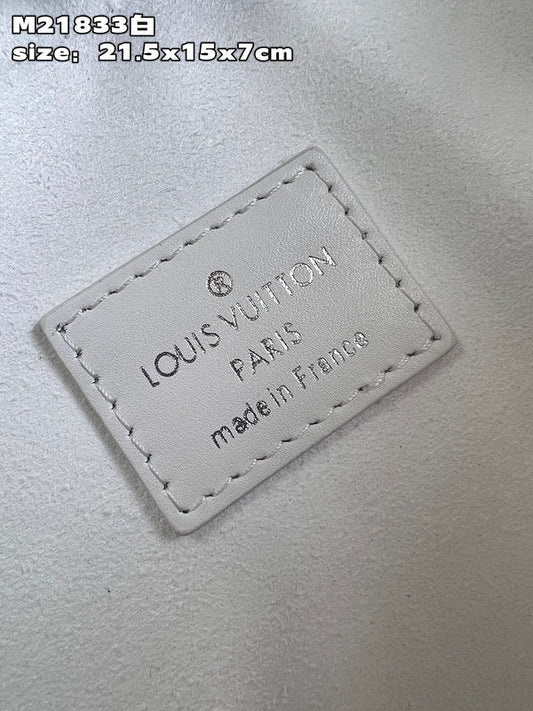 M21833白
size：21.5x15x7cm
®
LOUIS VUITTON
PARIS
made in France